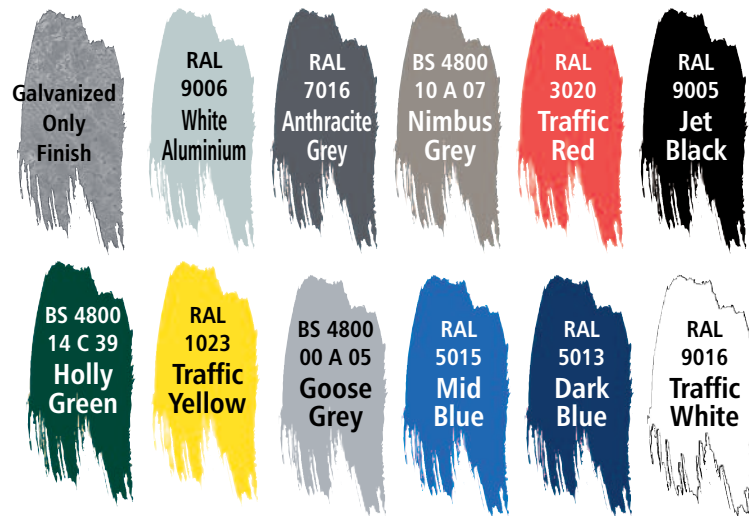 Galvanized
Only
Finish
RAL
9006
White
Aluminium
RAL
7016
Anthracite
Grey
BS 4800
10 A 07
Nimbus
Grey
RAL
3020
Traffic
Red
RAL
9005
Jet
Black
BS 4800
14 C 39
Holly
Green
RAL
1023
Traffic
Yellow
BS 4800
00 A 05
Goose
Grey
RAL
5015
Mid
Blue
RAL
5013
Dark
Blue
RAL
9016
Traffic
White